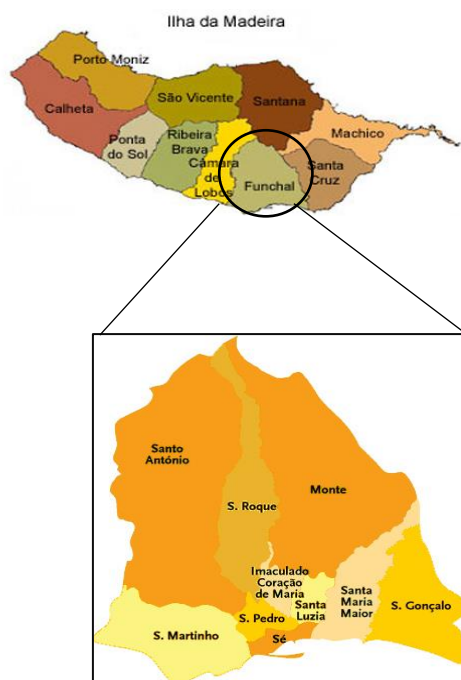 Ilha da Madeira
Porto Moniz
Calheta
São Vicente
Santana
Ponta
do Sol
Ribeira
Brava
Câmara
de
Lobos
Machico
Santa
Cruz
Funchal
Santo
António
S. Roque
Monte
Imaculado
Coração
de Maria
Santa
Luzia
Santa
Maria
Maior
S. Gonçalo
S. Martinho
S. Pedro
Sé